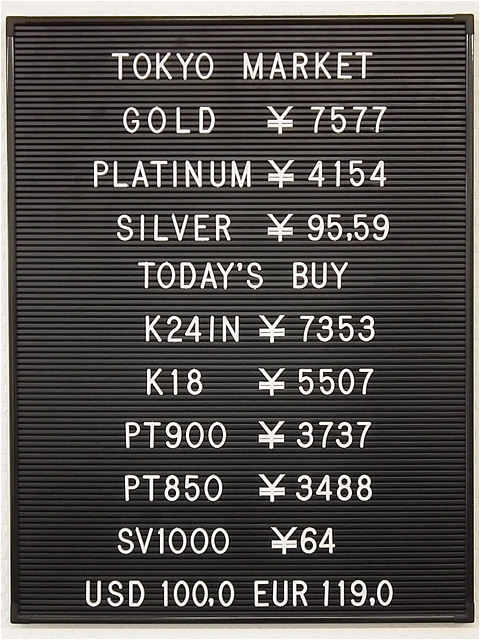 TOKYO MARKET
GOLD ¥ 7577
PLATINUM ¥ 4154
SILVER ¥ 95,59
TODAY'S BUY
K24IN ¥ 7353
K18 ¥ 5507
PT900 ¥ 3737
PT850 ¥ 3488
SV1000 ¥64
USD 100,0 EUR 119,0